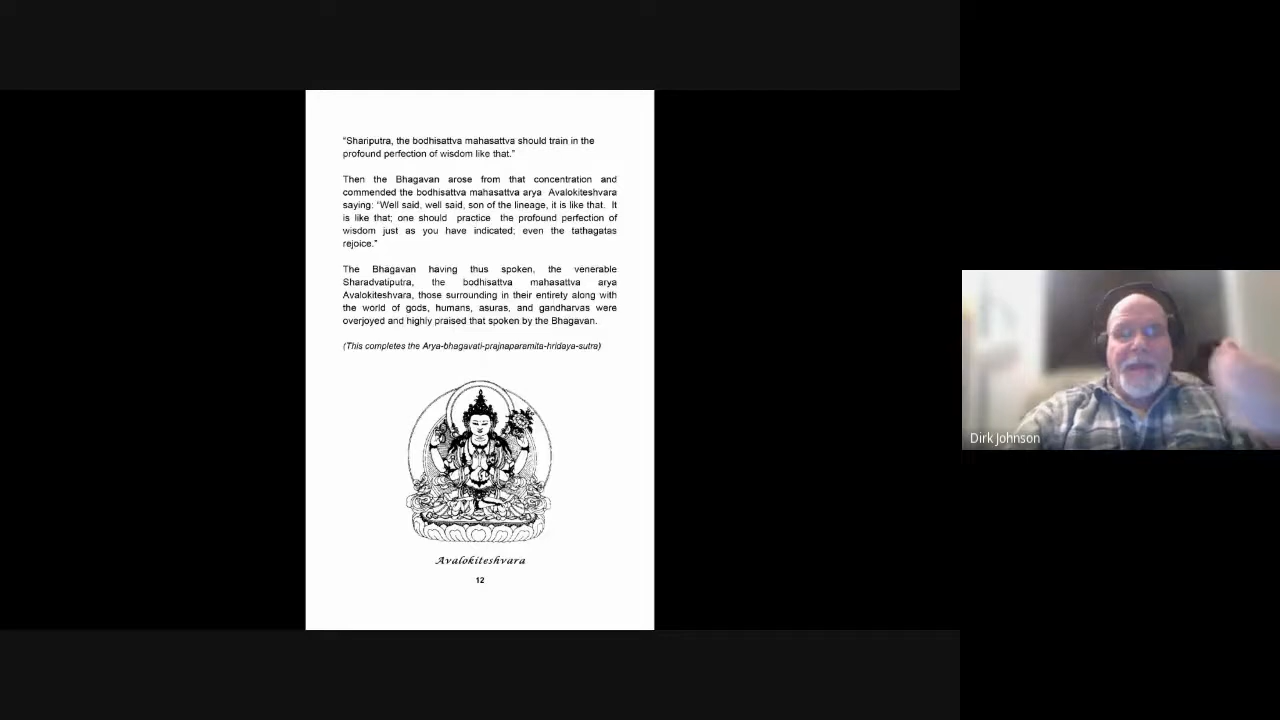 “Shariputra, the bodhisattva mahasattva should train in the
profound perfection of wisdom like that.”
Then the Bhagavan arose from that concentration and
commended the bodhisattva mahasattva arya Avalokiteshvara
saying: “Well said, well said, son of the lineage, it is like that. It
is like that; one should practice the profound perfection of
wisdom just as you have indicated; even the tathagatas
rejoice.”
The Bhagavan having thus spoken, the venerable
Sharadvatiputra, the bodhisattva mahasattva arya
Avalokiteshvara, those surrounding in their entirety along with
the world of gods, humans, asuras, and gandharvas were
overjoyed and highly praised that spoken by the Bhagavan.
(This completes the Arya-bhagavati-prajnaparamita-hridaya-sutra)
Avalokiteshvara
12
Dirk Johnson